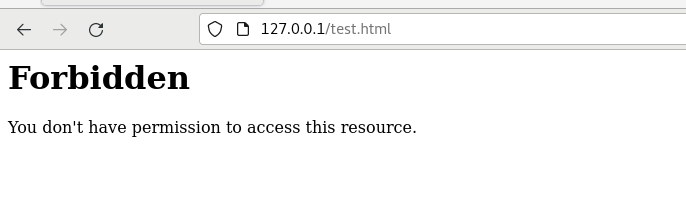 127.0.0.1/test.html
Forbidden
You don't have permission to access this resource.